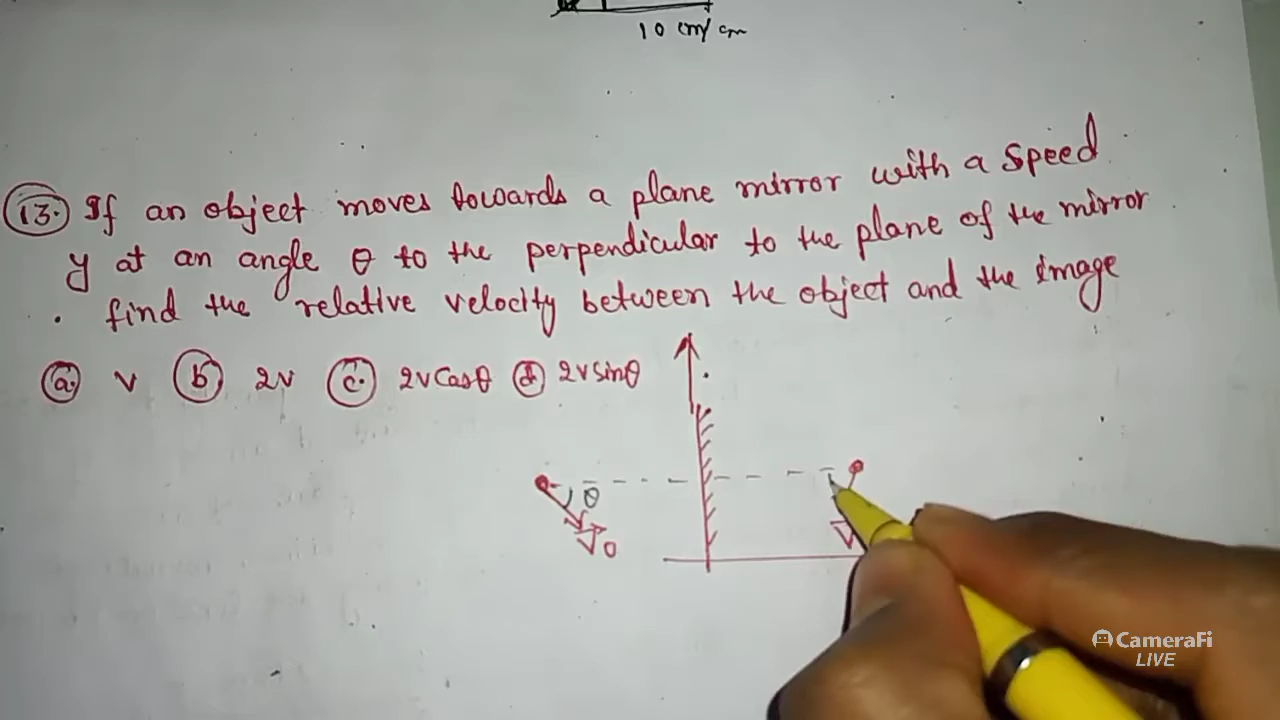 10 cm/cm
13. If an object moves towards a plane mirror with a speed
y at an angle θ to the perpendicular to the plane of the mirror
. find the relative velocity between the object and the image
a. v b 2v c. 2vCosθ d 2vSinθ
θ
V0
V
CameraFi
LIVE